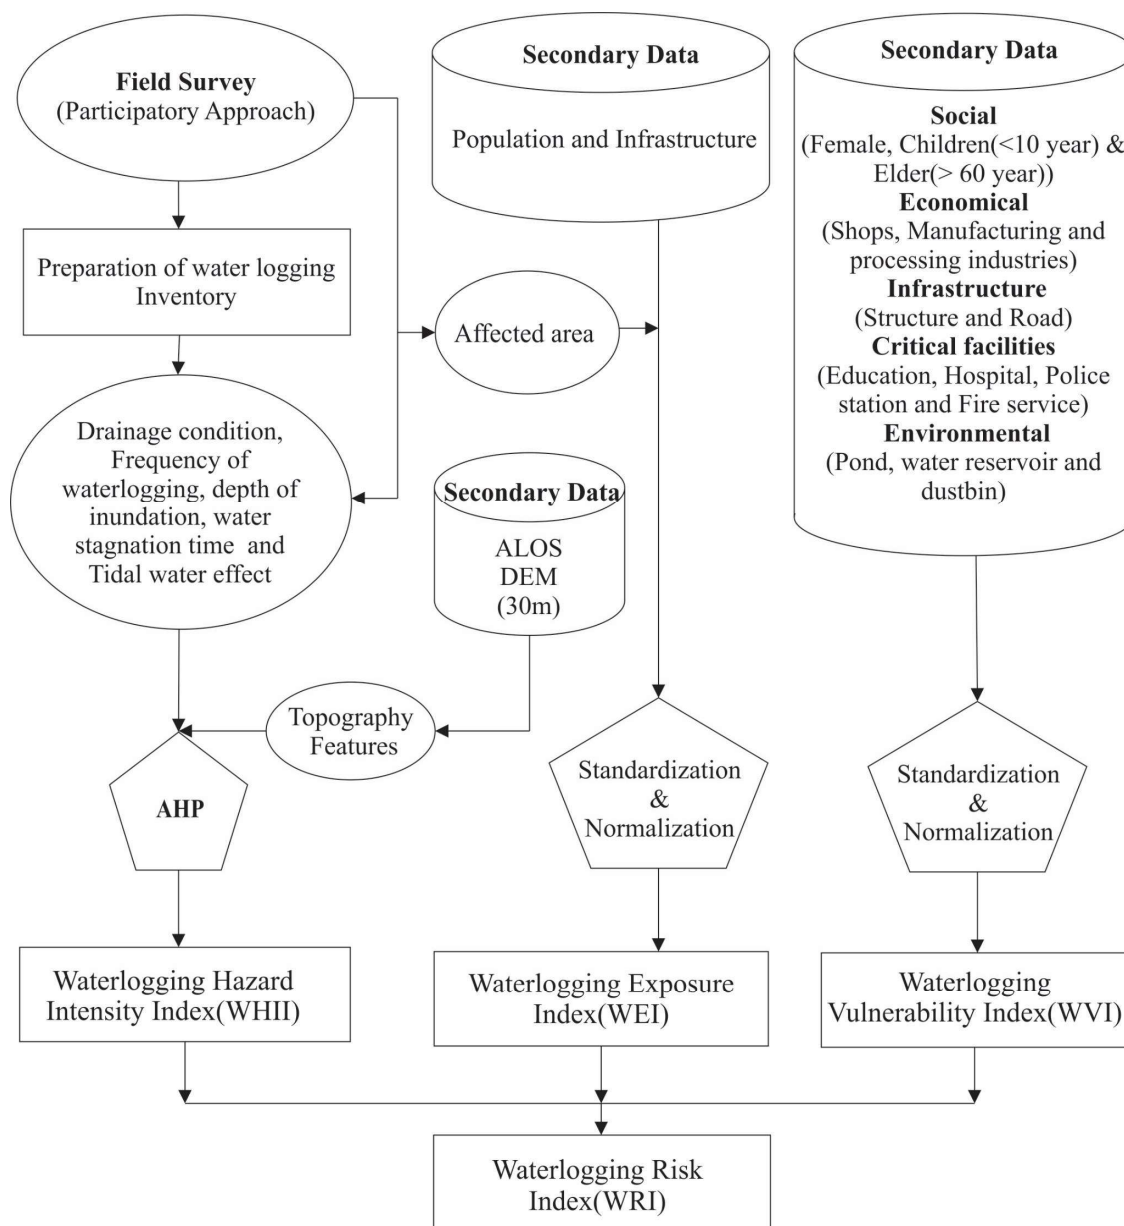 Field Survey
(Participatory Approach)
Preparation of water logging
Inventory
Drainage condition,
Frequency of
waterlogging, depth of
inundation, water
stagnation time and
Tidal water effect
AHP
Waterlogging Hazard
Intensity Index(WHII)
Secondary Data
Population and Infrastructure
Affected area
Secondary Data
ALOS
DEM
(30m)
Topography
Features
Standardization
&
Normalization
Waterlogging Exposure
Index(WEI)
Secondary Data
Social
(Female, Children(<10 year) &
Elder(> 60 year))
Economical
(Shops, Manufacturing and
processing industries)
Infrastructure
(Structure and Road)
Critical facilities
(Education, Hospital, Police
station and Fire service)
Environmental
(Pond, water reservoir and
dustbin)
Standardization
&
Normalization
Waterlogging
Vulnerability Index(WVI)
Waterlogging Risk
Index(WRI)